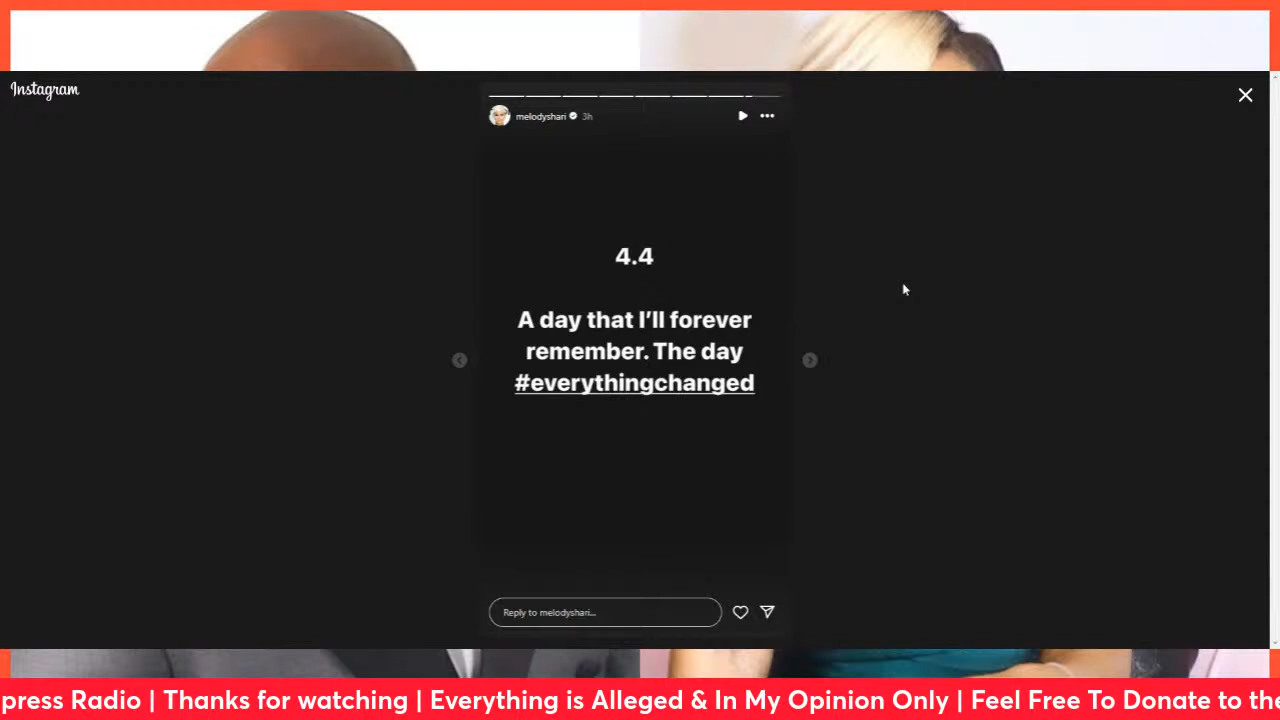 Instagram
melodyshari 3h
4.4
A day that I'll forever
remember. The day
#everythingchanged
Reply to melodyshari...
press Radio | Thanks for watching | Everything is Alleged & In My Opinion Only | Feel Free To Donate to the